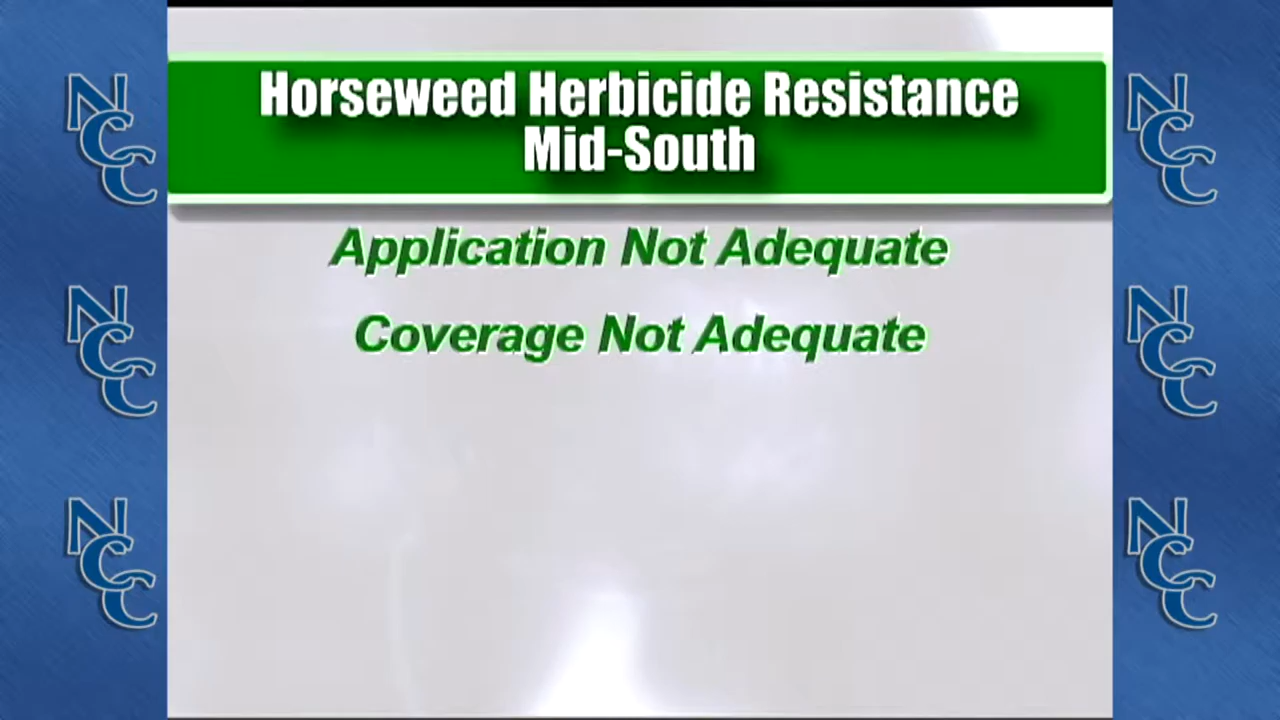 Horseweed Herbicide Resistance
Mid-South
Application Not Adequate
Coverage Not Adequate
NCC
NCC
NCC
NCC
NCC
NCC